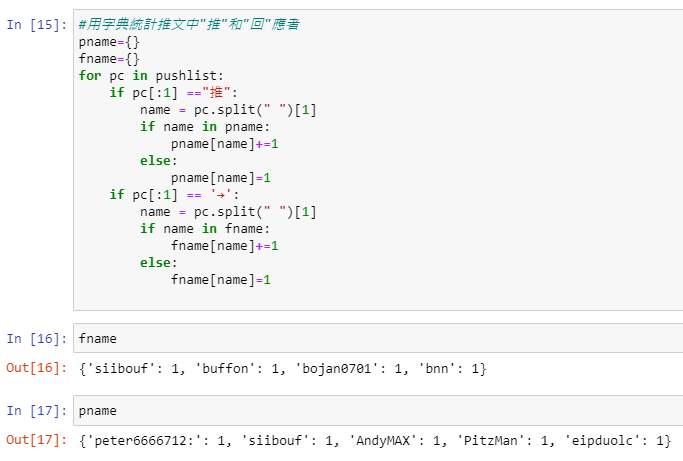 In [15]: #用字典統計推文中"推"和"回"應者
pname={}
fname={}
for pc in pushlist:
    if pc[:1] =="推":
        name = pc.split(" ")[1]
        if name in pname:
            pname[name]+=1
        else:
            pname[name]=1
    if pc[:1] == '→':
        name = pc.split(" ")[1]
        if name in fname:
            fname[name]+=1
        else:
            fname[name]=1
In [16]: fname
Out[16]: {'siibouf': 1, 'buffon': 1, 'bojan0701': 1, 'bnn': 1}
In [17]: pname
Out[17]: {'peter6666712:': 1, 'siibouf': 1, 'AndyMAX': 1, 'PitzMan': 1, 'eipduolc': 1}